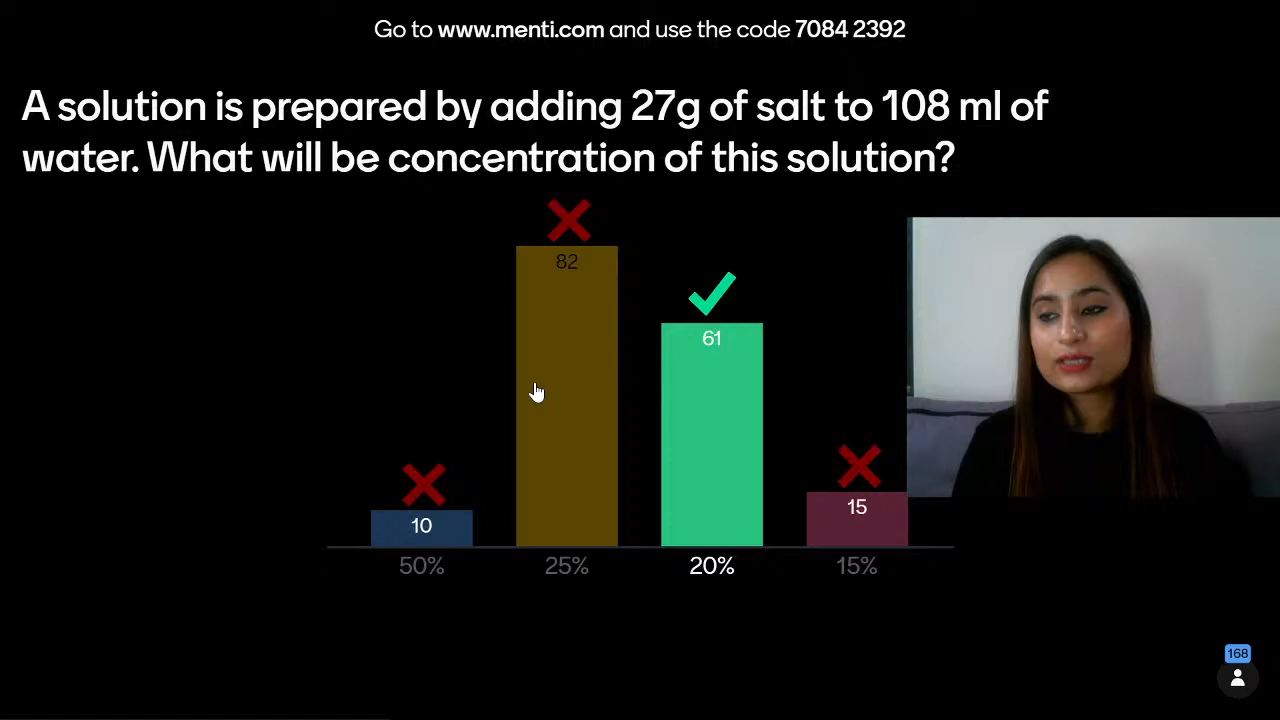 Go to www.menti.com and use the code 7084 2392
A solution is prepared by adding 27g of salt to 108 ml of
water. What will be concentration of this solution?
82
61
15
10
50% 25% 20% 15%
168